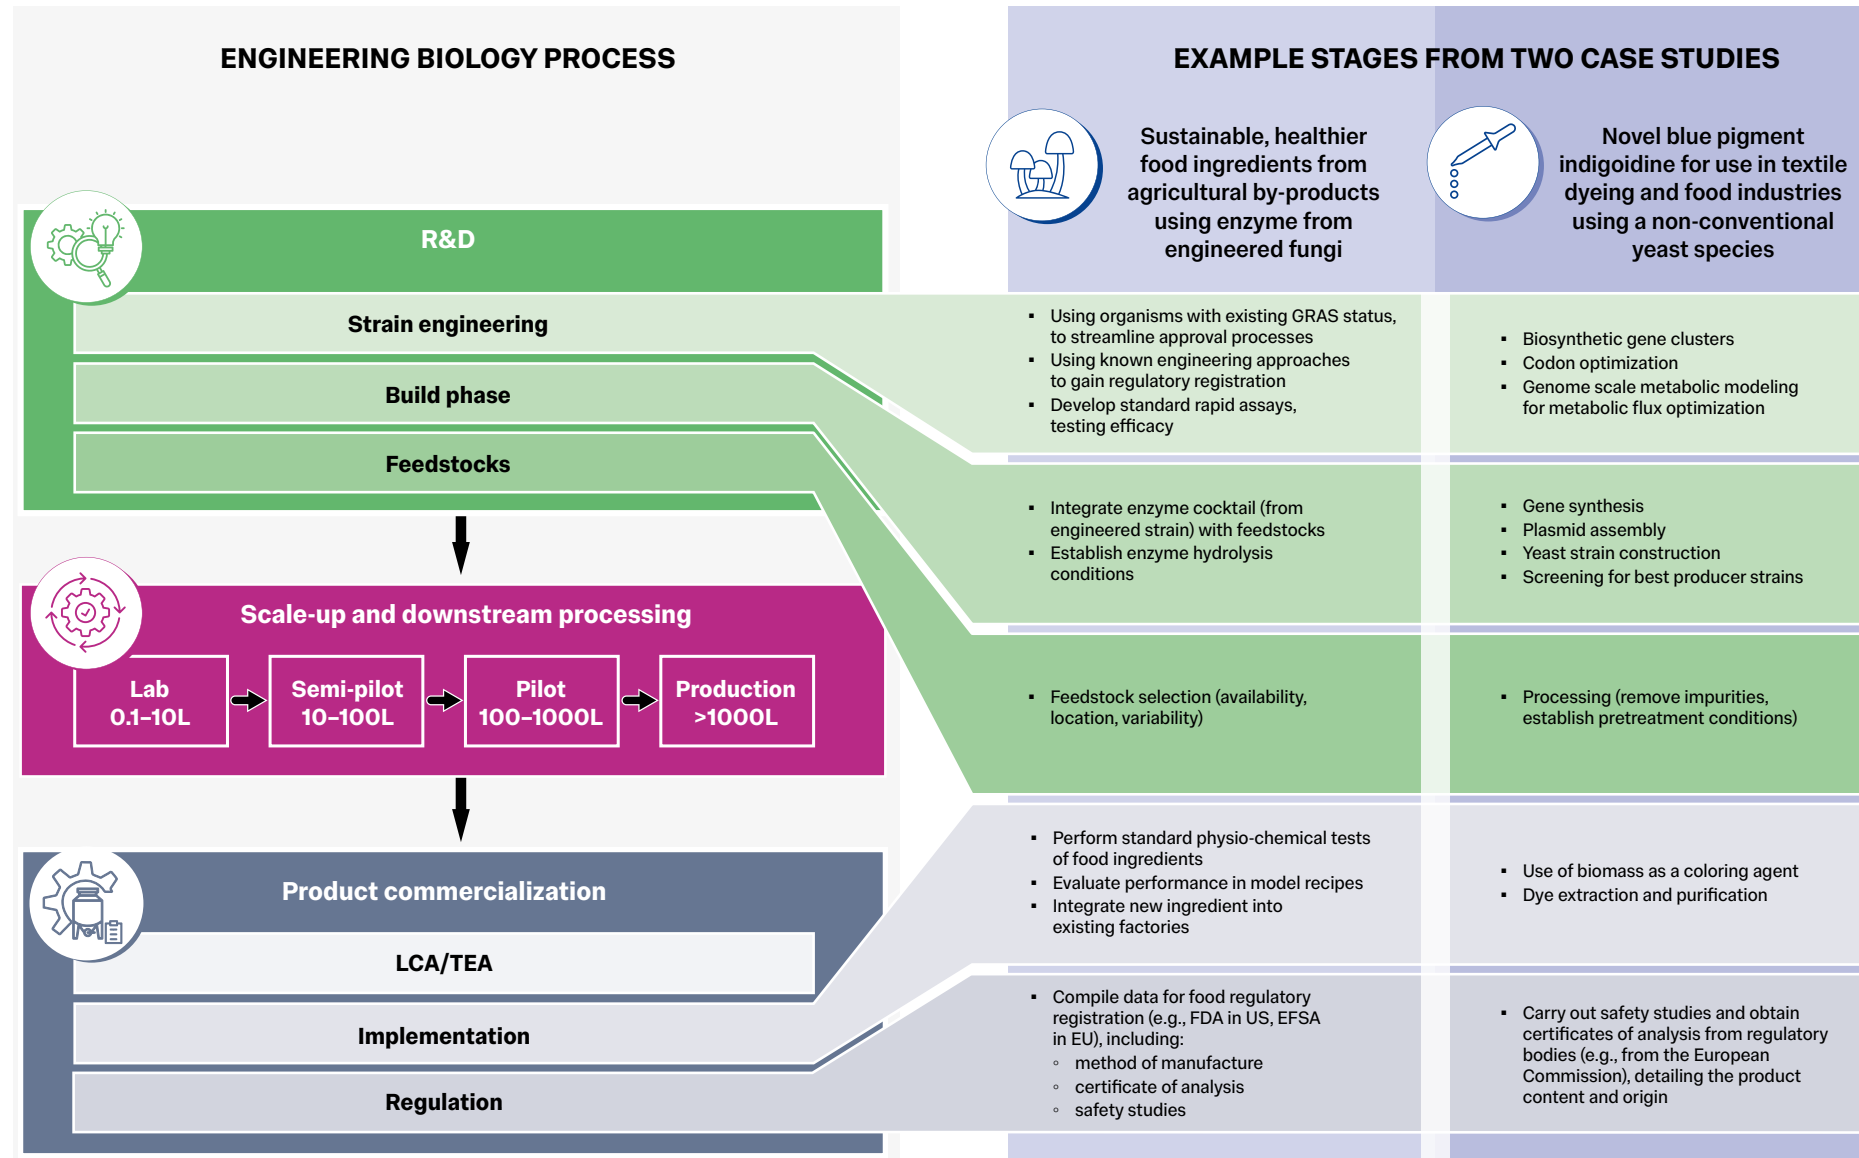 ENGINEERING BIOLOGY PROCESS
R&D
Strain engineering
Build phase
Feedstocks
Scale-up and downstream processing
Lab
0.1–10L
Semi-pilot
10–100L
Pilot
100–1000L
Production
>1000L
Product commercialization
LCA/TEA
Implementation
Regulation
EXAMPLE STAGES FROM TWO CASE STUDIES
Sustainable, healthier
food ingredients from
agricultural by-products
using enzyme from
engineered fungi
Novel blue pigment
indigoidine for use in textile
dyeing and food industries
using a non-conventional
yeast species
▪ Using organisms with existing GRAS status,
to streamline approval processes
▪ Using known engineering approaches
to gain regulatory registration
▪ Develop standard rapid assays,
testing efficacy
▪ Biosynthetic gene clusters
▪ Codon optimization
▪ Genome scale metabolic modeling
for metabolic flux optimization
▪ Integrate enzyme cocktail (from
engineered strain) with feedstocks
▪ Establish enzyme hydrolysis
conditions
▪ Gene synthesis
▪ Plasmid assembly
▪ Yeast strain construction
▪ Screening for best producer strains
▪ Feedstock selection (availability,
location, variability)
▪ Processing (remove impurities,
establish pretreatment conditions)
▪ Perform standard physio-chemical tests
of food ingredients
▪ Evaluate performance in model recipes
▪ Integrate new ingredient into
existing factories
▪ Use of biomass as a coloring agent
▪ Dye extraction and purification
▪ Compile data for food regulatory
registration (e.g., FDA in US, EFSA
in EU), including:
◦ method of manufacture
◦ certificate of analysis
◦ safety studies
▪ Carry out safety studies and obtain
certificates of analysis from regulatory
bodies (e.g., from the European
Commission), detailing the product
content and origin